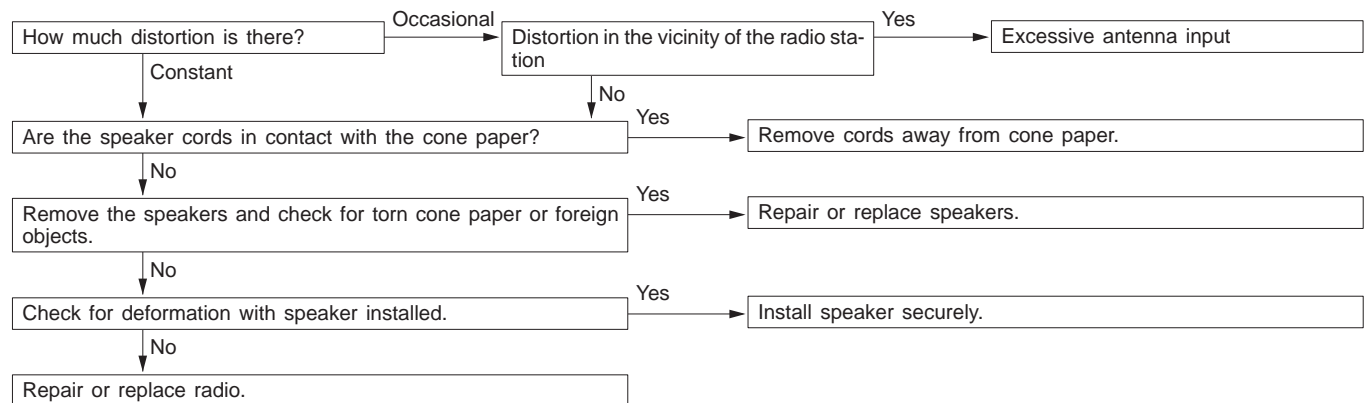 Occasional
Yes
How much distortion is there?
Distortion in the vicinity of the radio sta-
tion
Excessive antenna input
Constant
No
Are the speaker cords in contact with the cone paper?
Yes
Remove cords away from cone paper.
No
Remove the speakers and check for torn cone paper or foreign
objects.
Yes
Repair or replace speakers.
No
Check for deformation with speaker installed.
Yes
Install speaker securely.
No
Repair or replace radio.